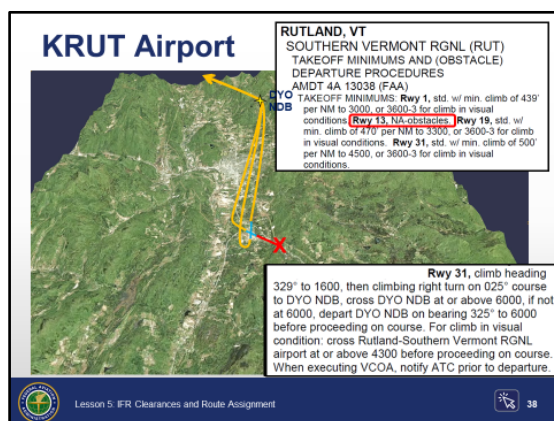 KRUT Airport
RUTLAND, VT
SOUTHERN VERMONT RGNL (RUT)
TAKEOFF MINIMUMS AND (OBSTACLE)
DEPARTURE PROCEDURES
AMDT 4A 13038 (FAA)
TAKEOFF MINIMUMS: Rwy 1, std. w/ min. climb of 439'
per NM to 3000, or 3600-3 for climb in visual
conditions. Rwy 13, NA-obstacles. Rwy 19, std. w/
min. climb of 470' per NM to 3300, or 3600-3 for climb
in visual conditions. Rwy 31, std. w/ min. climb of 500'
per NM to 4500, or 3600-3 for climb in visual
conditions.
DYO
NDB
Rwy 31, climb heading
329° to 1600, then climbing right turn on 025° course
to DYO NDB, cross DYO NDB at or above 6000, if not
at 6000, depart DYO NDB on bearing 325° to 6000
before proceeding on course. For climb in visual
condition: cross Rutland-Southern Vermont RGNL
airport at or above 4300 before proceeding on course.
When executing VCOA, notify ATC prior to departure.
Lesson 5: IFR Clearances and Route Assignment
38